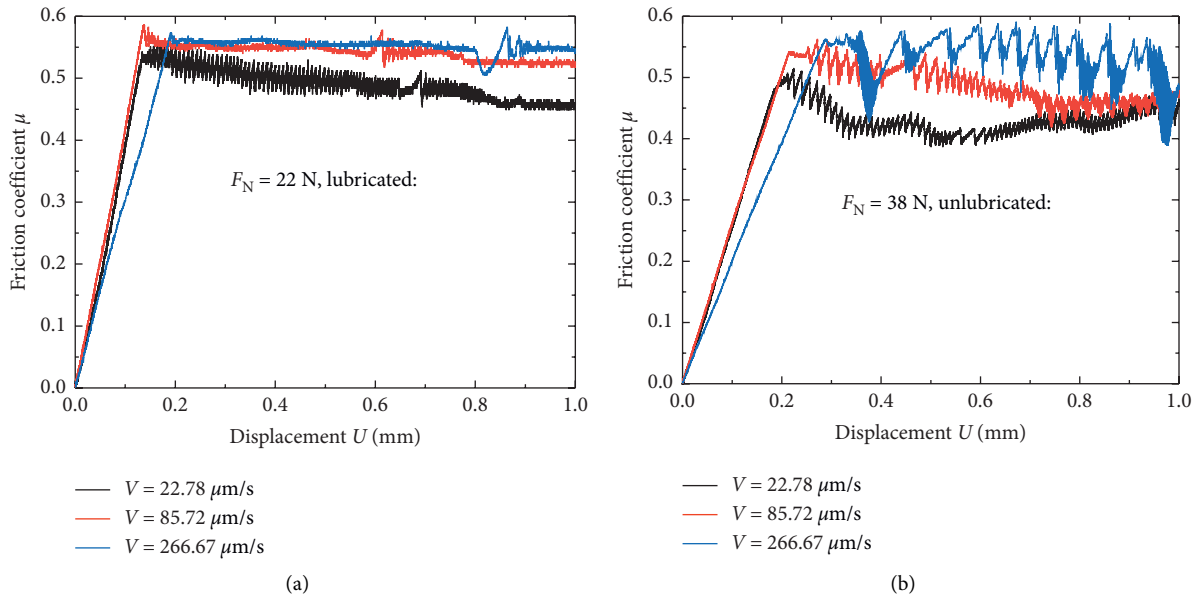 0.6
0.5
0.4
0.3
0.2
0.1
0.0
Friction coefficient μ
F_N = 22 N, lubricated:
0.0 0.2 0.4 0.6 0.8 1.0
Displacement U (mm)
V = 22.78 μm/s
V = 85.72 μm/s
V = 266.67 μm/s
(a)
0.6
0.5
0.4
0.3
0.2
0.1
0.0
Friction coefficient μ
F_N = 38 N, unlubricated:
0.0 0.2 0.4 0.6 0.8 1.0
Displacement U (mm)
V = 22.78 μm/s
V = 85.72 μm/s
V = 266.67 μm/s
(b)